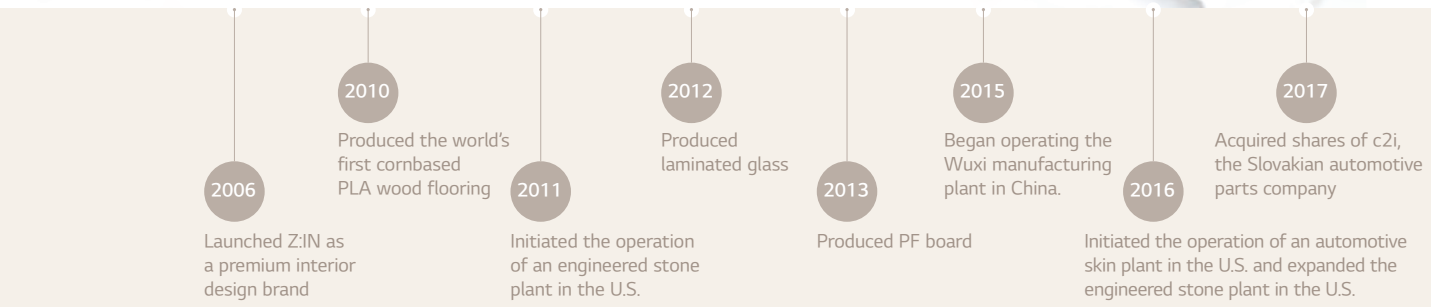 2006
Launched Z:IN as
a premium interior
design brand
2010
Produced the world's
first cornbased
PLA wood flooring
2011
Initiated the operation
of an engineered stone
plant in the U.S.
2012
Produced
laminated glass
2013
Produced PF board
2015
Began operating the
Wuxi manufacturing
plant in China.
2016
Initiated the operation of an automotive
skin plant in the U.S. and expanded the
engineered stone plant in the U.S.
2017
Acquired shares of c2i,
the Slovakian automotive
parts company